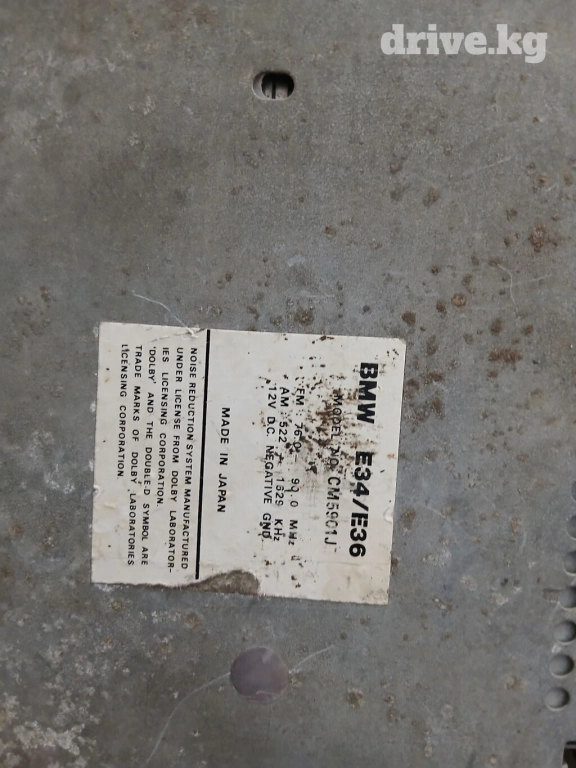 drive.kg
BMW E34/E36
MODEL NO. CM5901J
FM : 76.0 - 90.0 MHz
AM : 522 - 1629 KHz
12V D.C. NEGATIVE GND
MADE IN JAPAN
NOISE REDUCTION SYSTEM MANUFACTURED
UNDER LICENSE FROM DOLBY LABORATOR-
IES LICENSING CORPORATION.
'DOLBY' AND THE DOUBLE-D SYMBOL ARE
TRADE MARKS OF DOLBY LABORATORIES
LICENSING CORPORATION.